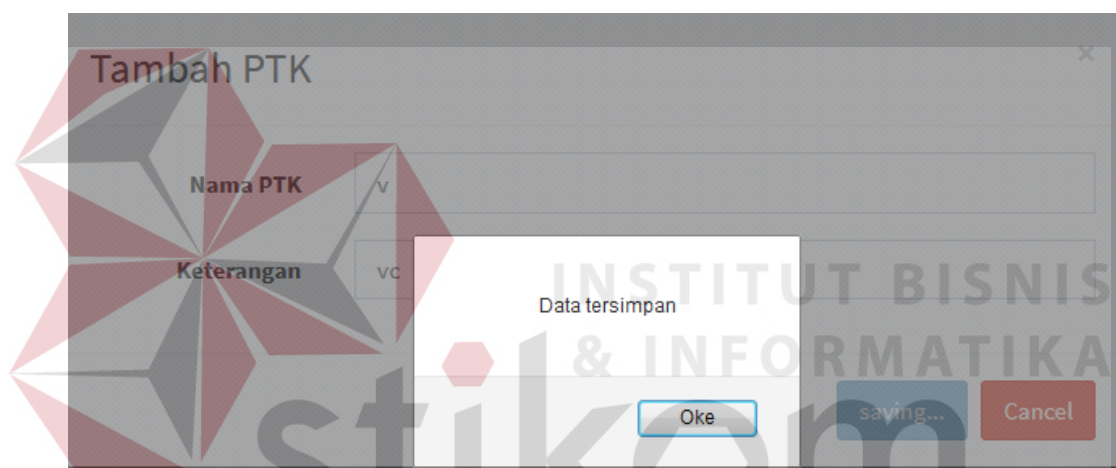 Tambah PTK
×
Nama PTK
v
Keterangan
vc
Data tersimpan
Oke
saving...
Cancel
INSTITUT BISNIS
& INFORMATIKA
stikom